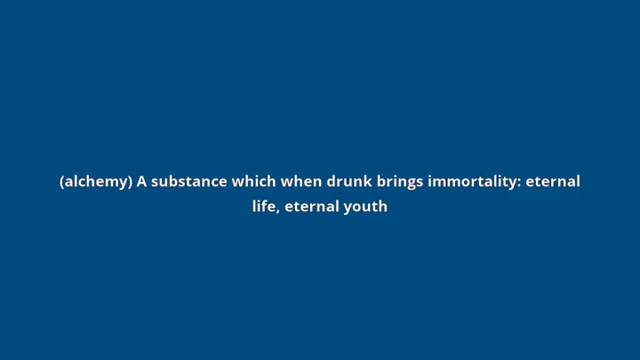 (alchemy) A substance which when drunk brings immortality: eternal
life, eternal youth